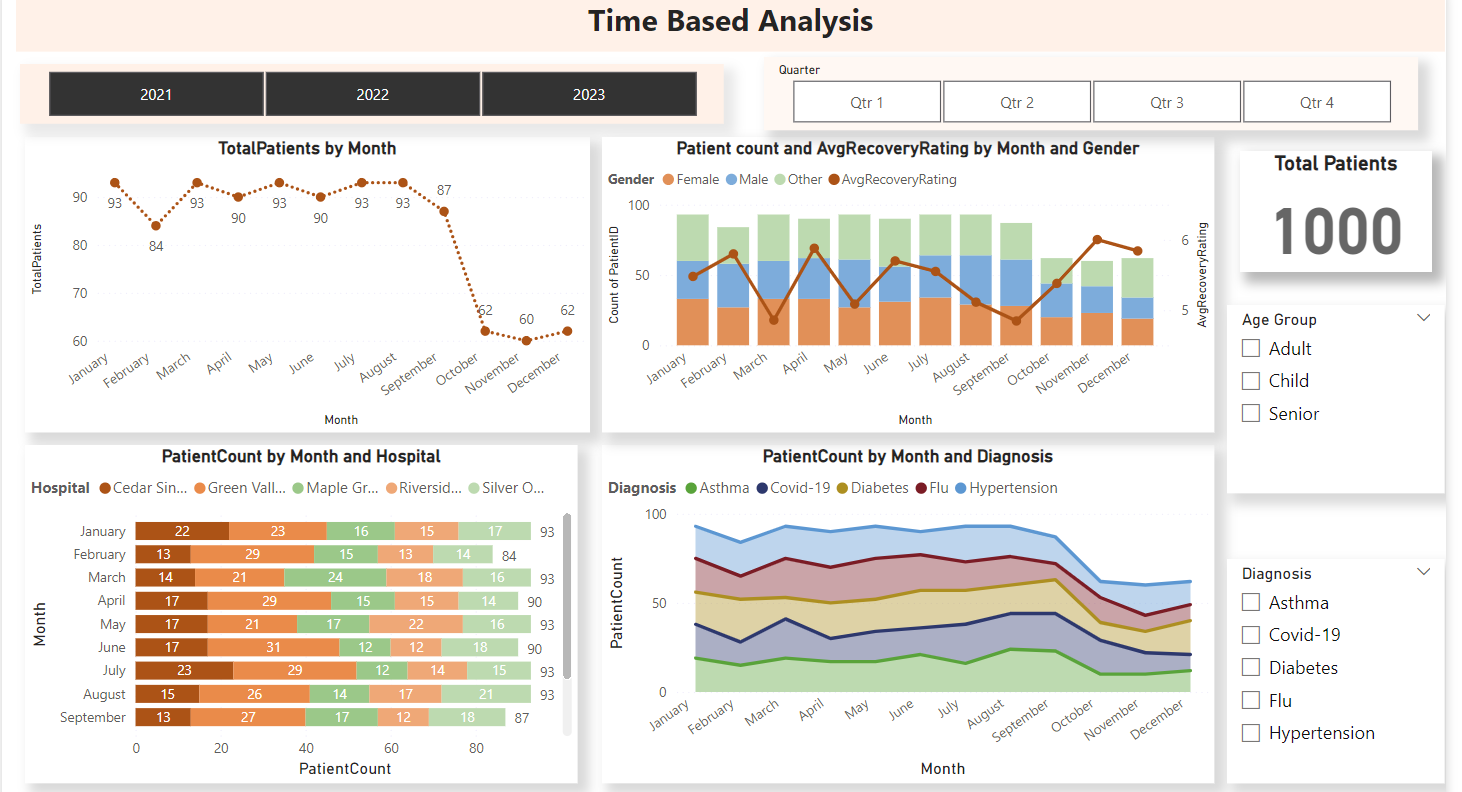 Time Based Analysis
2021 2022 2023
Quarter
Qtr 1 Qtr 2 Qtr 3 Qtr 4
TotalPatients by Month
TotalPatients
90
80
70
60
93 84 93 90 93 90 93 93 87 62 60 62
January February March April May June July August September October November December
Month
Patient count and AvgRecoveryRating by Month and Gender
Gender Female Male Other AvgRecoveryRating
Count of PatientID
100
50
0
AvgRecoveryRating
6
5
January February March April May June July August September October November December
Month
Total Patients
1000
Age Group
Adult
Child
Senior
PatientCount by Month and Hospital
Hospital Cedar Sin... Green Vall... Maple Gr... Riversid... Silver O...
Month
January 22 23 16 15 17 93
February 13 29 15 13 14 84
March 14 21 24 18 16 93
April 17 29 15 15 14 90
May 17 21 17 22 16 93
June 17 31 12 12 18 90
July 23 29 12 14 15 93
August 15 26 14 17 21 93
September 13 27 17 12 18 87
0 20 40 60 80
PatientCount
PatientCount by Month and Diagnosis
Diagnosis Asthma Covid-19 Diabetes Flu Hypertension
PatientCount
100
50
0
January February March April May June July August September October November December
Month
Diagnosis
Asthma
Covid-19
Diabetes
Flu
Hypertension